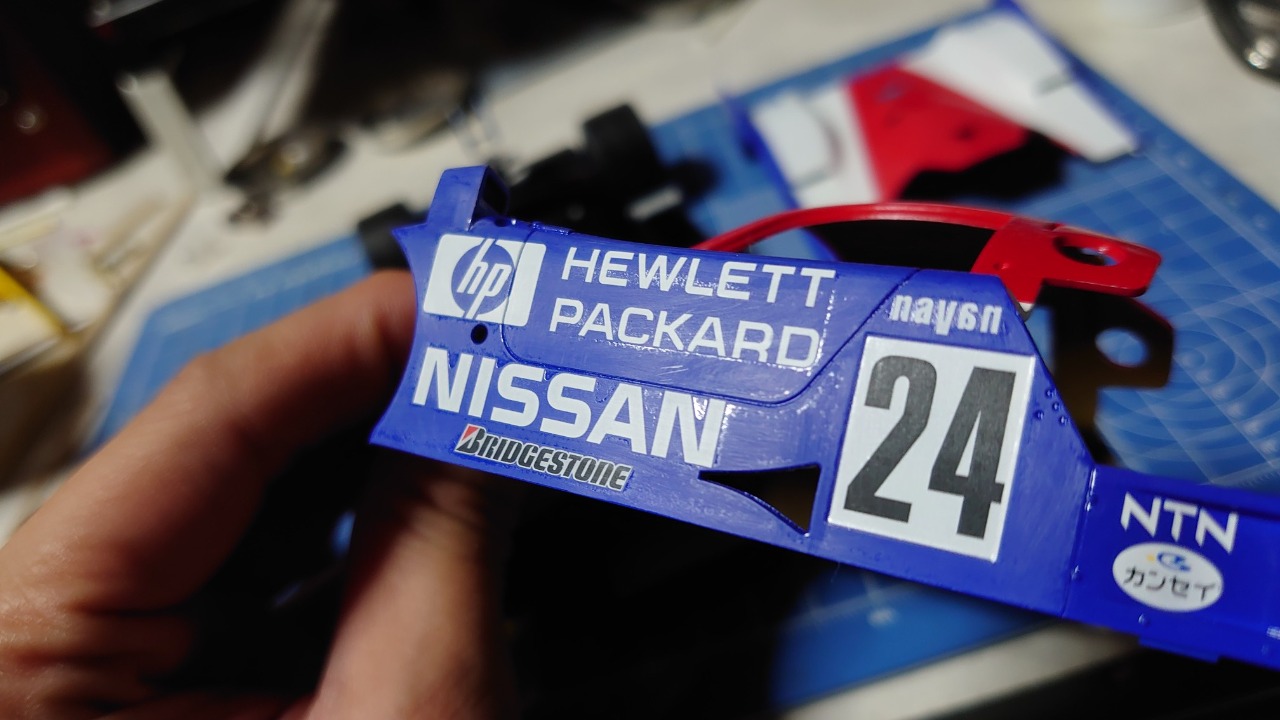 hp HEWLETT
PACKARD
nayan
NISSAN
BRIDGESTONE
24
NTN
カンセイ